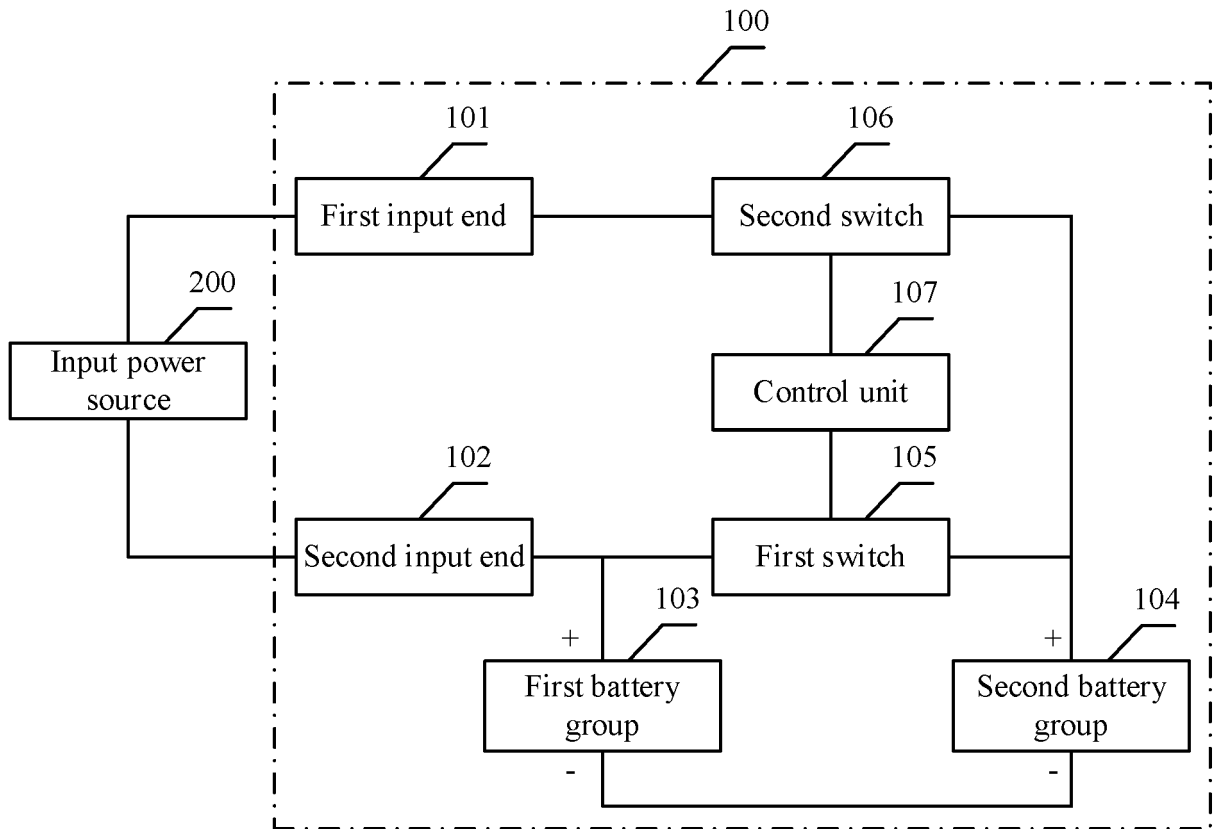 100
101
106
First input end
Second switch
200
107
Input power
source
Control unit
102
105
Second input end
First switch
103
104
+
+
First battery
group
Second battery
group
-
-